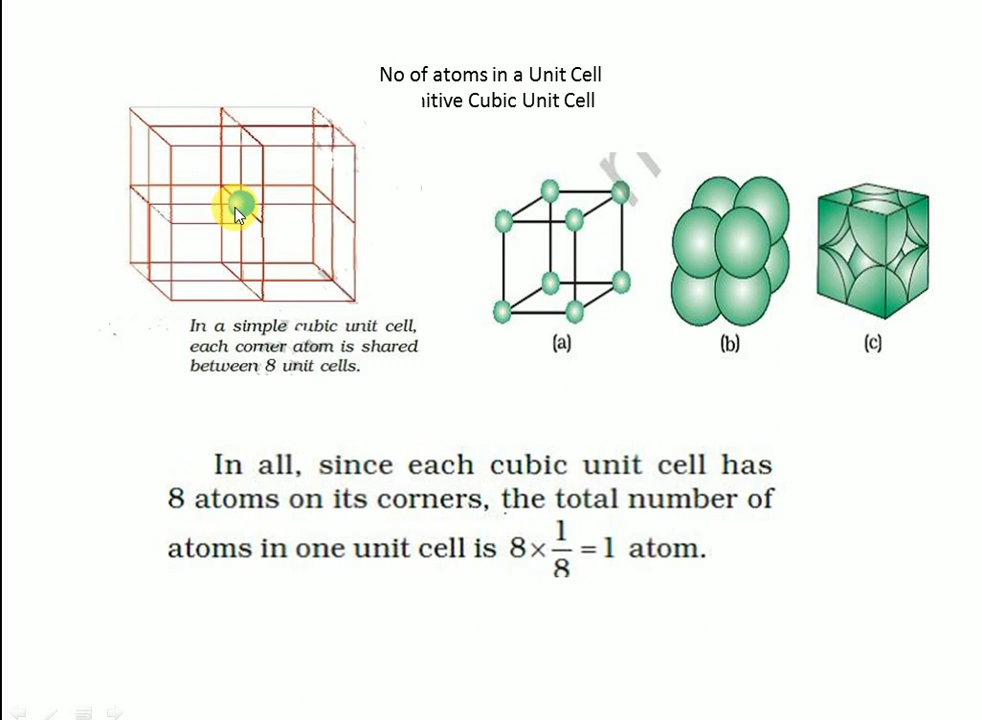 No of atoms in a Unit Cell
itive Cubic Unit Cell
In a simple cubic unit cell,
each corner atom is shared
between 8 unit cells.
(a)
(b)
(c)
In all, since each cubic unit cell has
8 atoms on its corners, the total number of
atoms in one unit cell is 8 × 1/8 = 1 atom.